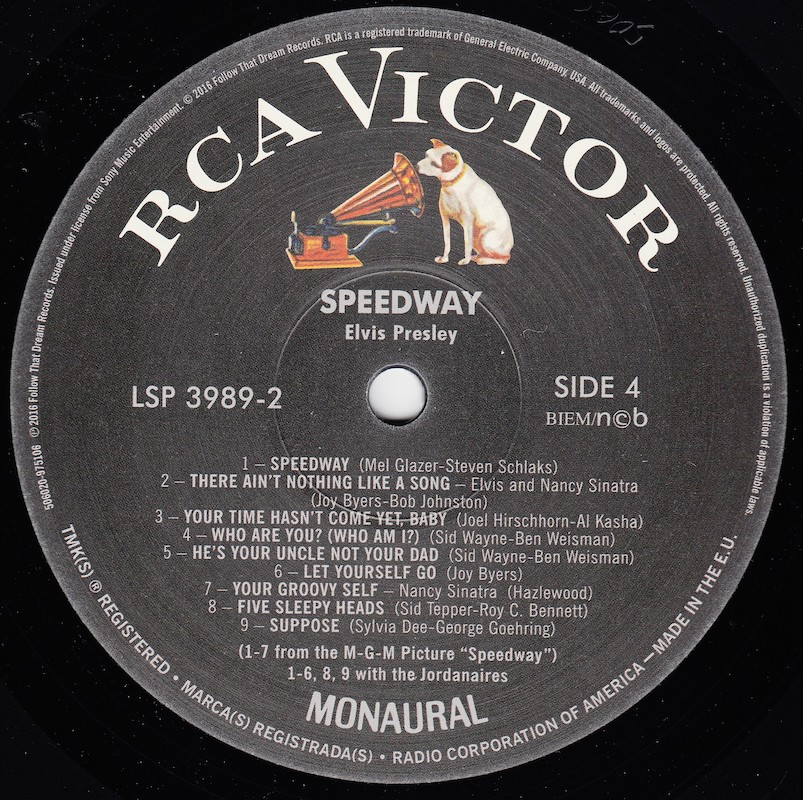 506020-975106 ©2016 Follow That Dream Records. Issued under license from Sony Music Entertainment. © 2016 Follow That Dream Records. RCA is a registered trademark of General Electric Company, USA. All trademarks and logos are protected. All rights reserved. Unauthorized duplication is a violation of applicable laws.
RCA VICTOR
SPEEDWAY
Elvis Presley
LSP 3989-2
SIDE 4
BIEM/n©b
1 – SPEEDWAY (Mel Glazer-Steven Schlaks)
2 – THERE AIN'T NOTHING LIKE A SONG – Elvis and Nancy Sinatra
(Joy Byers-Bob Johnston)
3 – YOUR TIME HASN'T COME YET, BABY (Joel Hirschhorn-Al Kasha)
4 – WHO ARE YOU? (WHO AM I?) (Sid Wayne-Ben Weisman)
5 – HE'S YOUR UNCLE NOT YOUR DAD (Sid Wayne-Ben Weisman)
6 – LET YOURSELF GO (Joy Byers)
7 – YOUR GROOVY SELF – Nancy Sinatra (Hazlewood)
8 – FIVE SLEEPY HEADS (Sid Tepper-Roy C. Bennett)
9 – SUPPOSE (Sylvia Dee-George Goehring)
(1-7 from the M-G-M Picture "Speedway")
1-6, 8, 9 with the Jordanaires
MONAURAL
TMK(S) ® REGISTERED • MARCA(S) REGISTRADA(S) • RADIO CORPORATION OF AMERICA—MADE IN THE E.U.